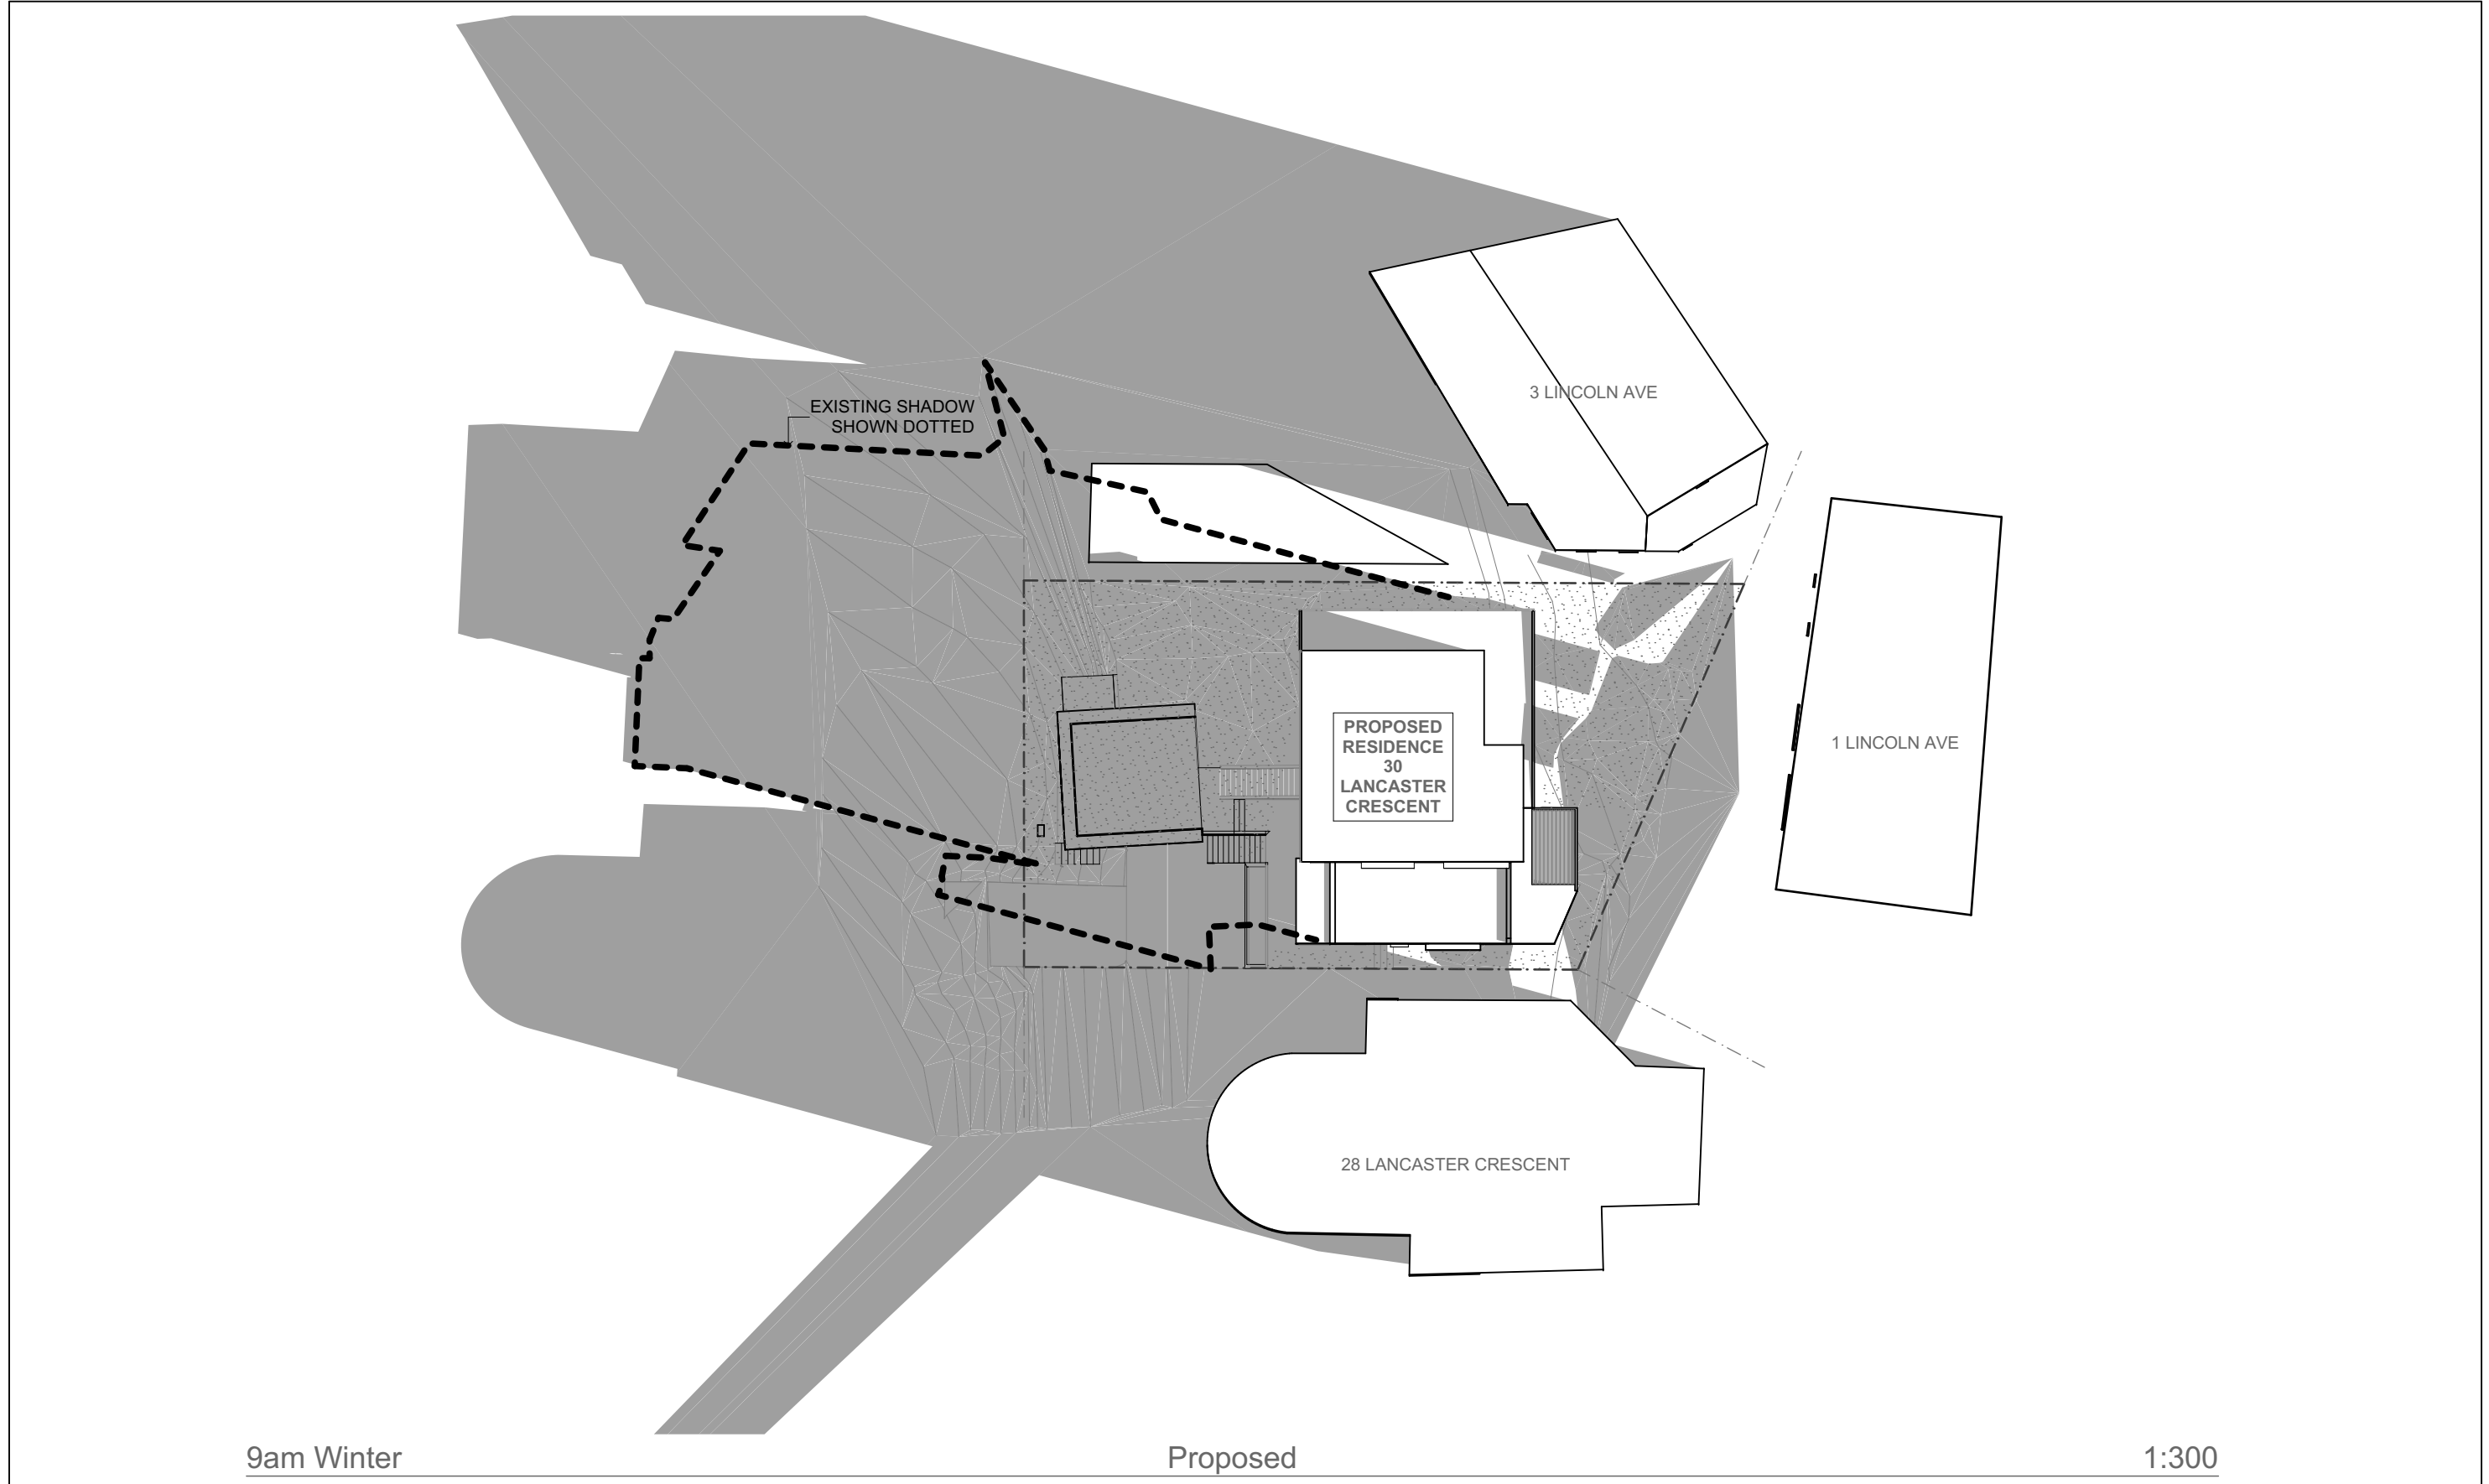 3 LINCOLN AVE
EXISTING SHADOW
SHOWN DOTTED
PROPOSED
RESIDENCE
30
LANCASTER
CRESCENT
1 LINCOLN AVE
28 LANCASTER CRESCENT
9am Winter
Proposed
1:300